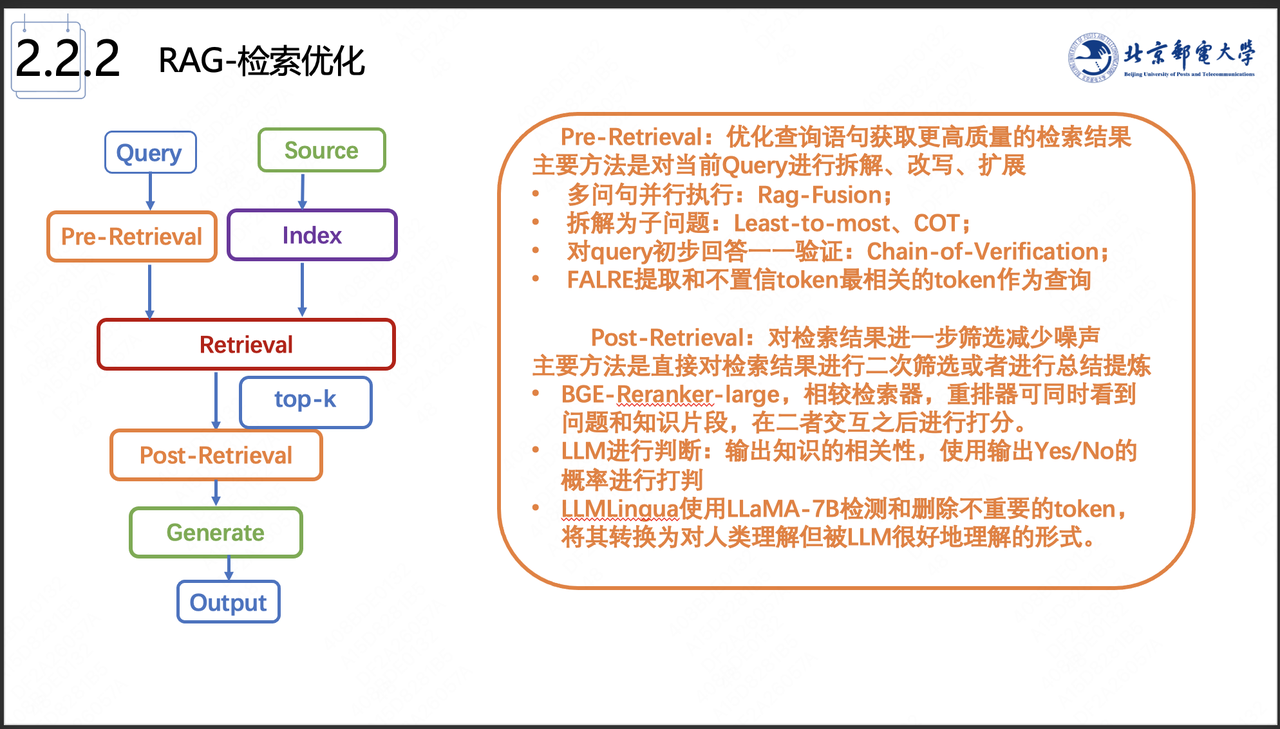 2.2.2 RAG-检索优化
北京邮电大学
Beijing University of Posts and Telecommunications
Query
Source
Pre-Retrieval
Index
Retrieval
top-k
Post-Retrieval
Generate
Output
Pre-Retrieval：优化查询语句获取更高质量的检索结果
主要方法是对当前Query进行拆解、改写、扩展
• 多问句并行执行：Rag-Fusion；
• 拆解为子问题：Least-to-most、COT；
• 对query初步回答一一验证：Chain-of-Verification；
• FALRE提取和不置信token最相关的token作为查询
Post-Retrieval：对检索结果进一步筛选减少噪声
主要方法是直接对检索结果进行二次筛选或者进行总结提炼
• BGE-Reranker-large，相较检索器，重排器可同时看到
问题和知识片段，在二者交互之后进行打分。
• LLM进行判断：输出知识的相关性，使用输出Yes/No的
概率进行打判
• LLMLingua使用LLaMA-7B检测和删除不重要的token，
将其转换为对人类理解但被LLM很好地理解的形式。